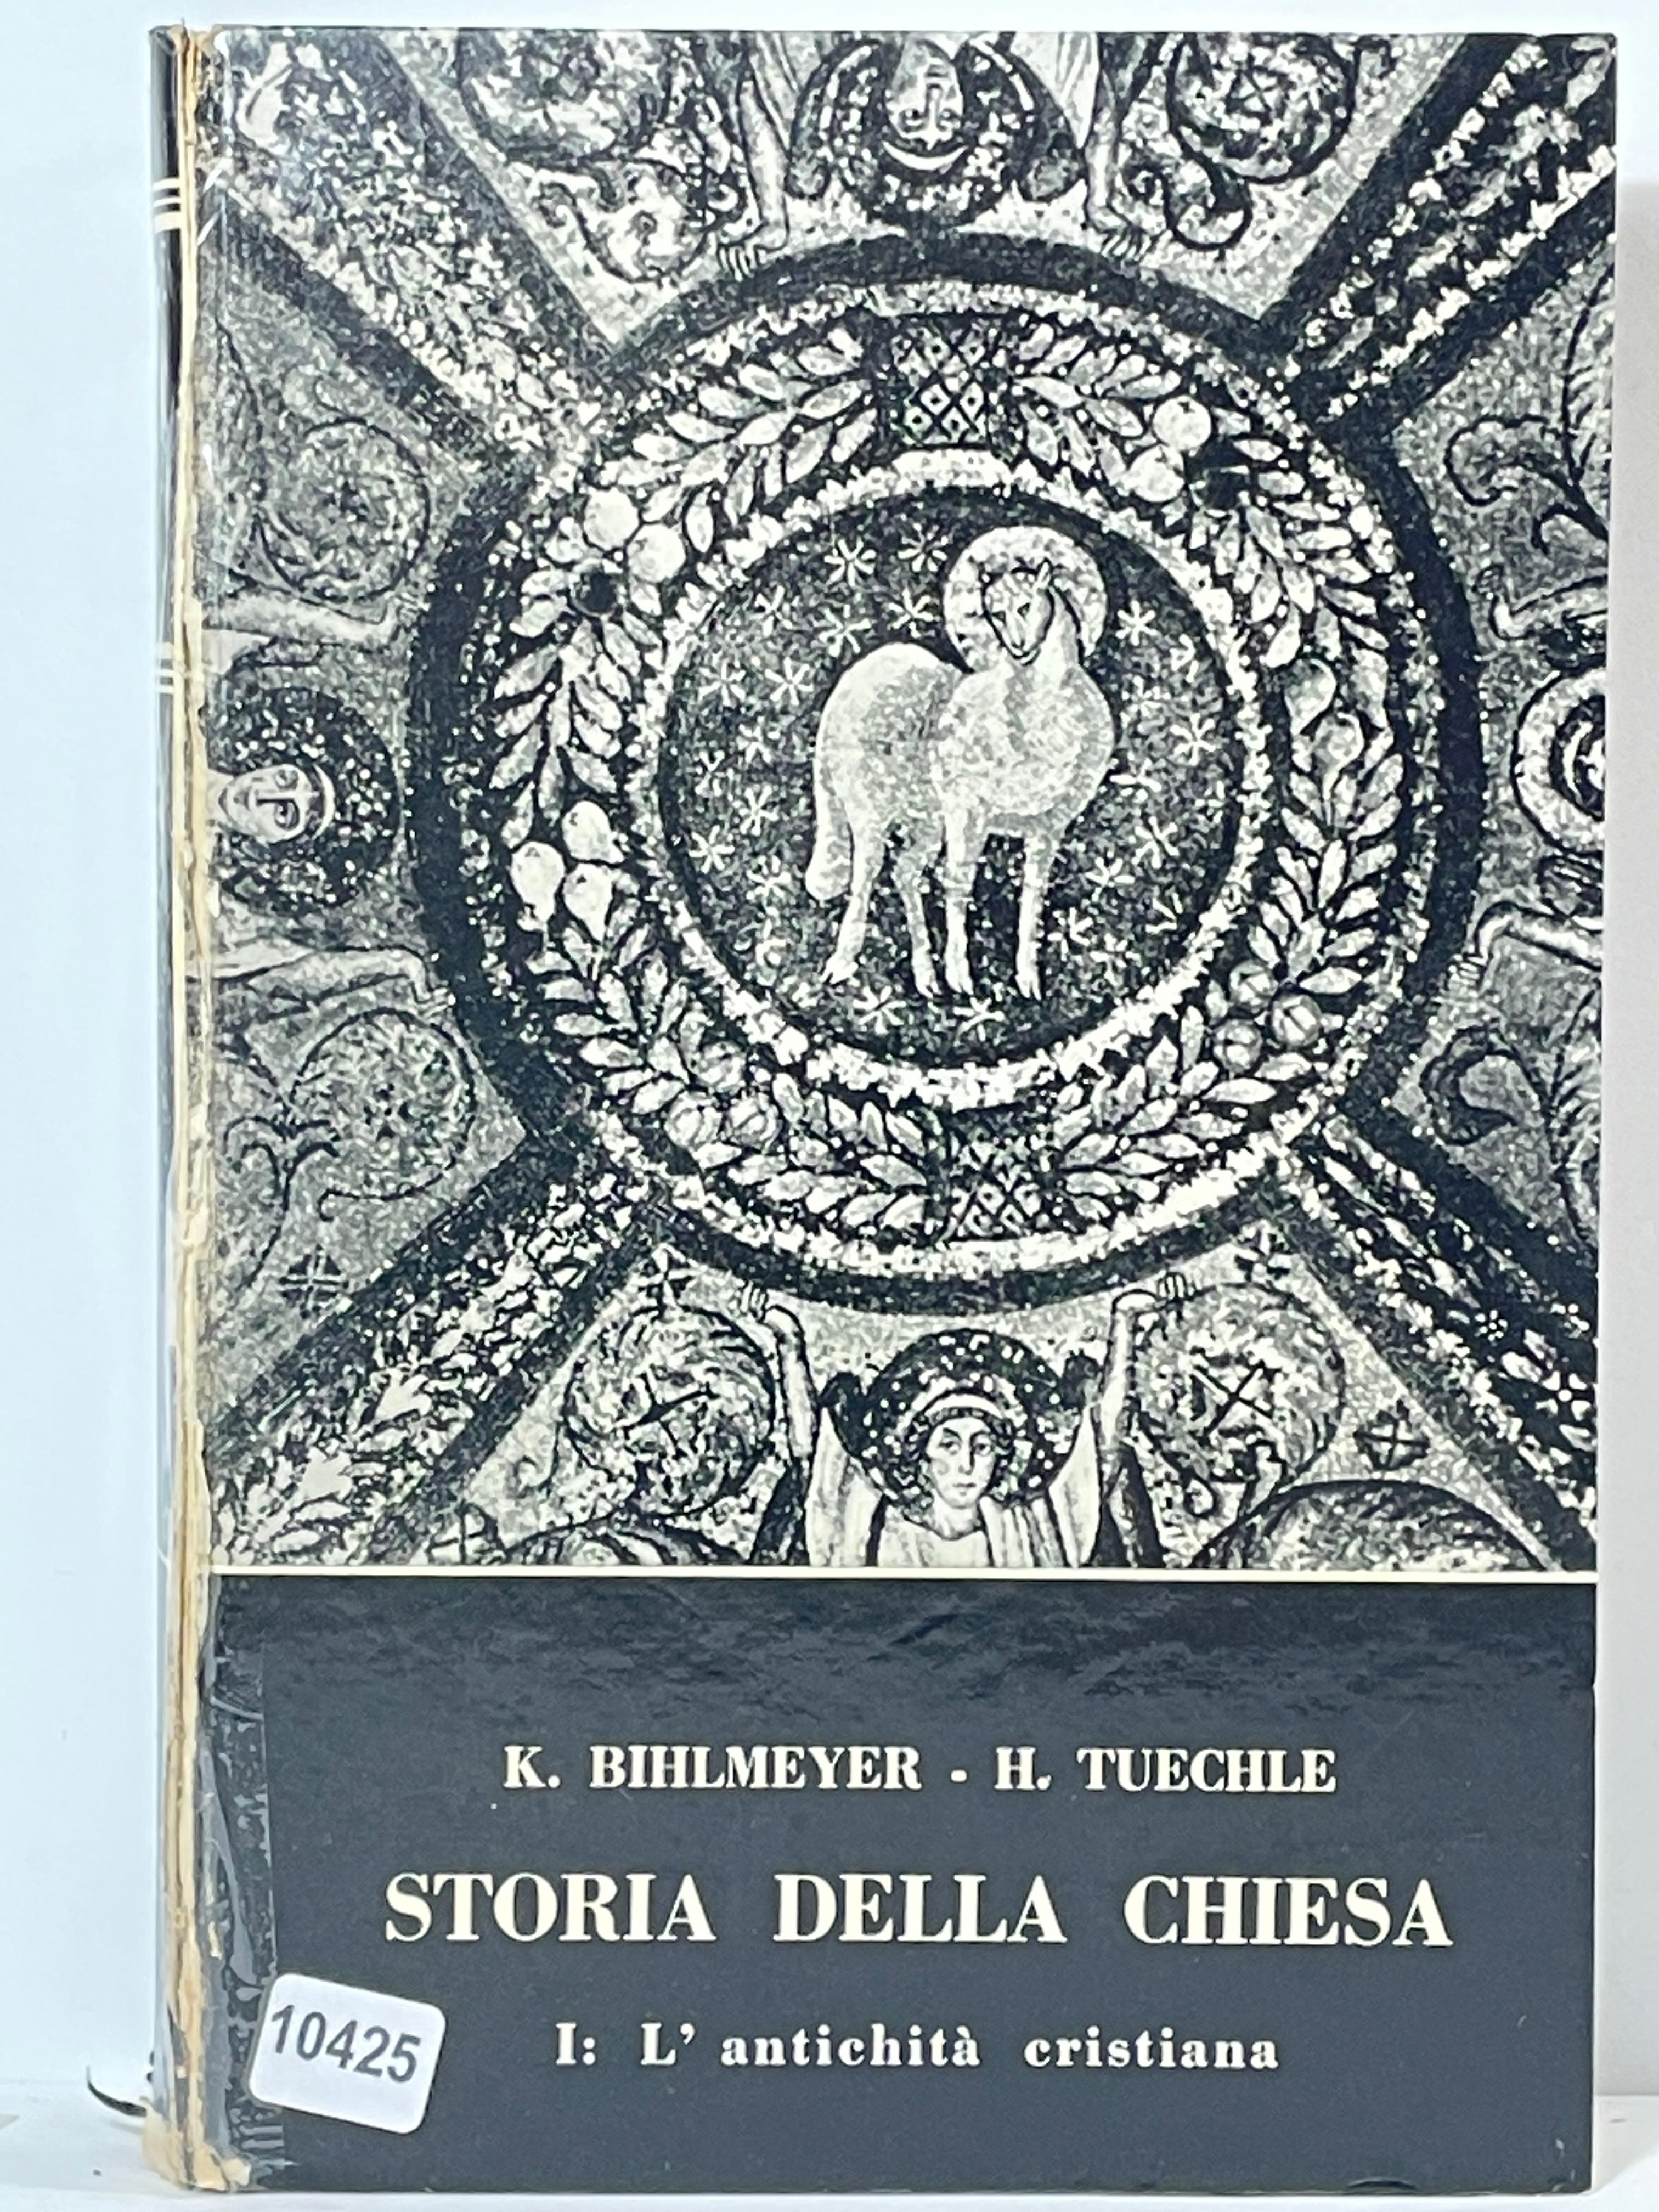 K. BIHLMEYER - H. TUECHLE
STORIA DELLA CHIESA
I: L' antichità cristiana
10425